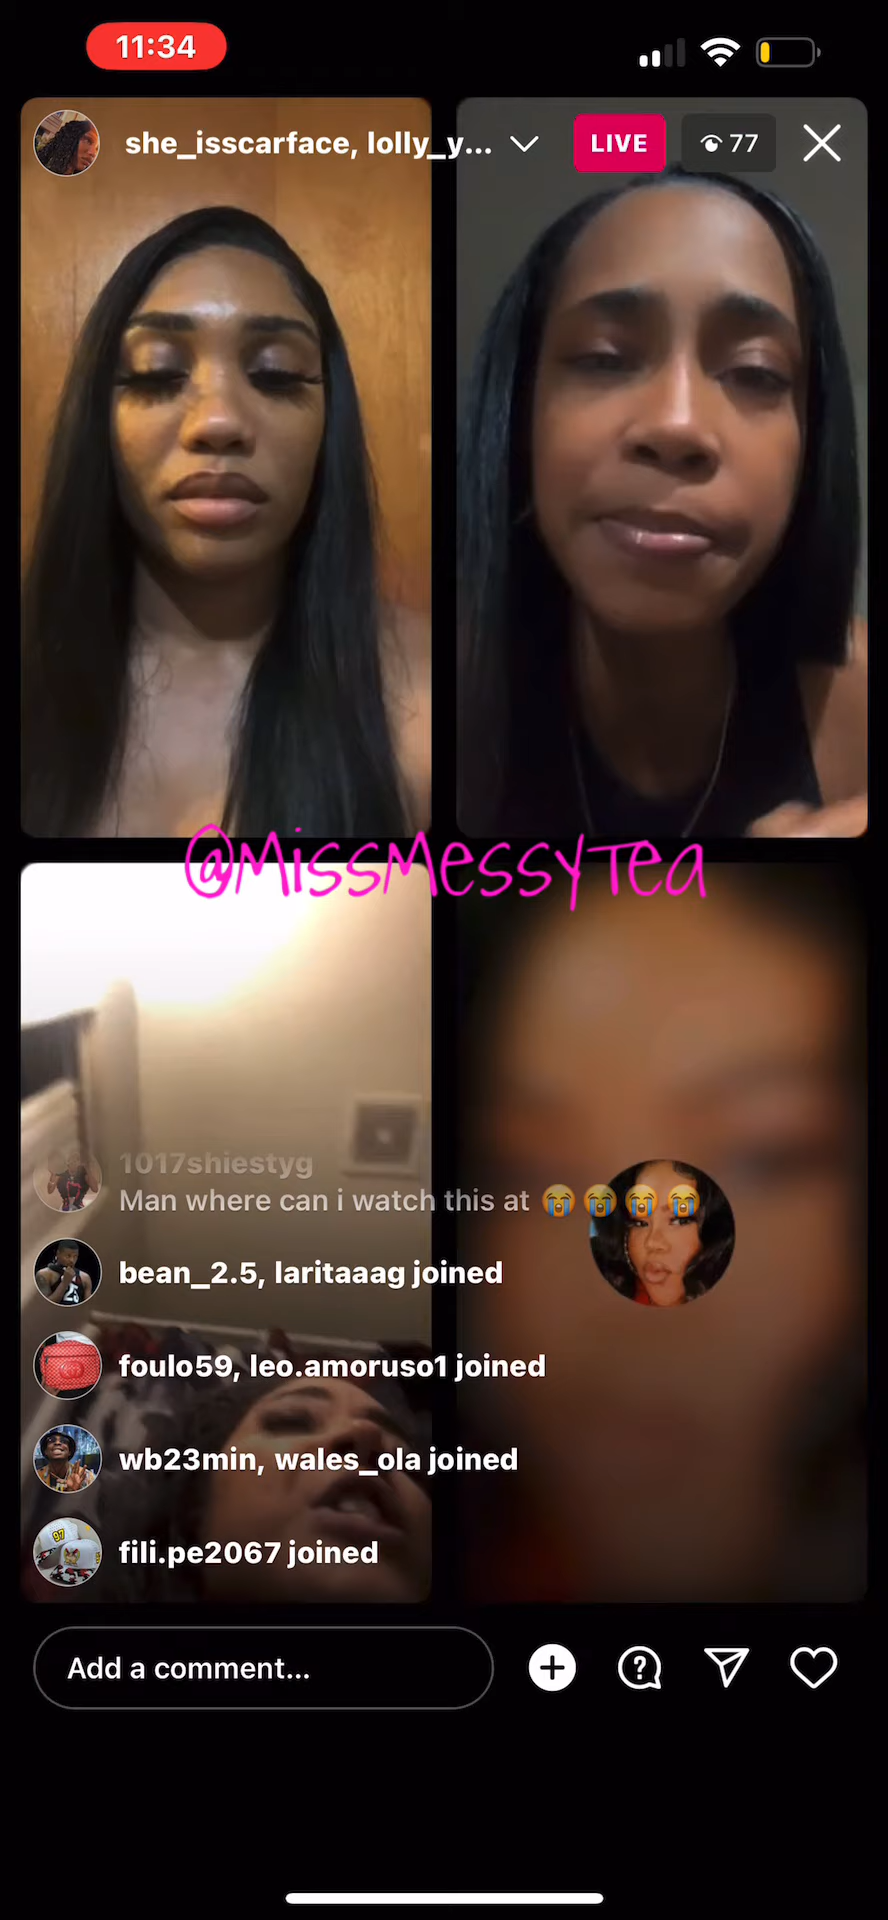 11:34
she_isscarface, lolly_y...
LIVE
77
@MissMessyTea
1017shiestyg
Man where can i watch this at 😭😭😭😭
bean_2.5, laritaaag joined
foulo59, leo.amoruso1 joined
wb23min, wales_ola joined
fili.pe2067 joined
Add a comment...